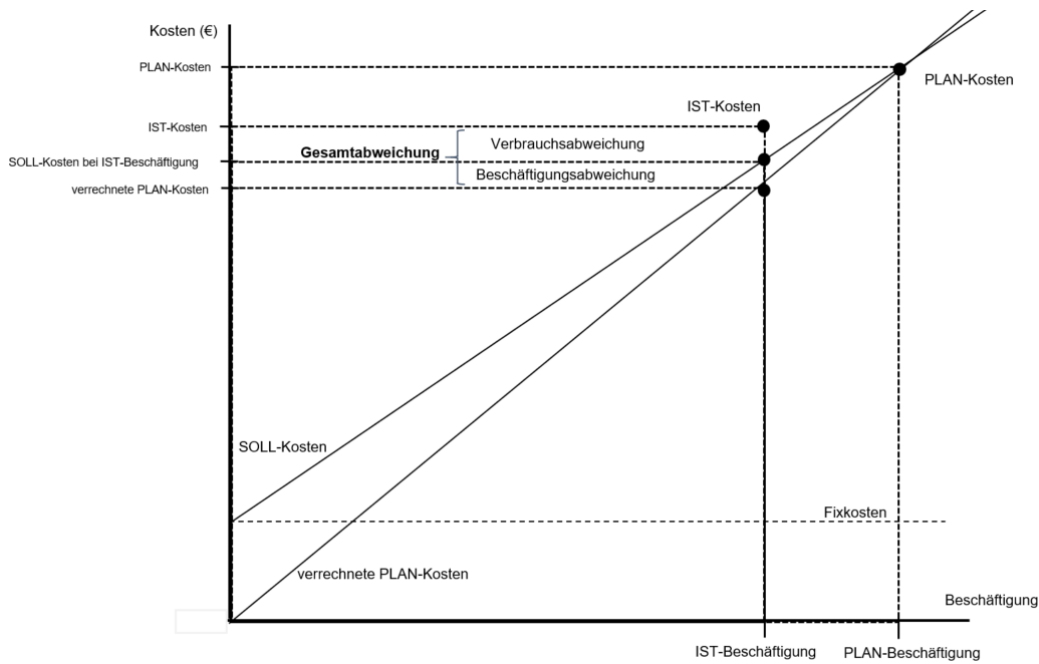 Kosten (€)
PLAN-Kosten
PLAN-Kosten
IST-Kosten
IST-Kosten
Verbrauchsabweichung
Gesamtabweichung
SOLL-Kosten bei IST-Beschäftigung
Beschäftigungsabweichung
verrechnete PLAN-Kosten
SOLL-Kosten
Fixkosten
verrechnete PLAN-Kosten
Beschäftigung
IST-Beschäftigung
PLAN-Beschäftigung